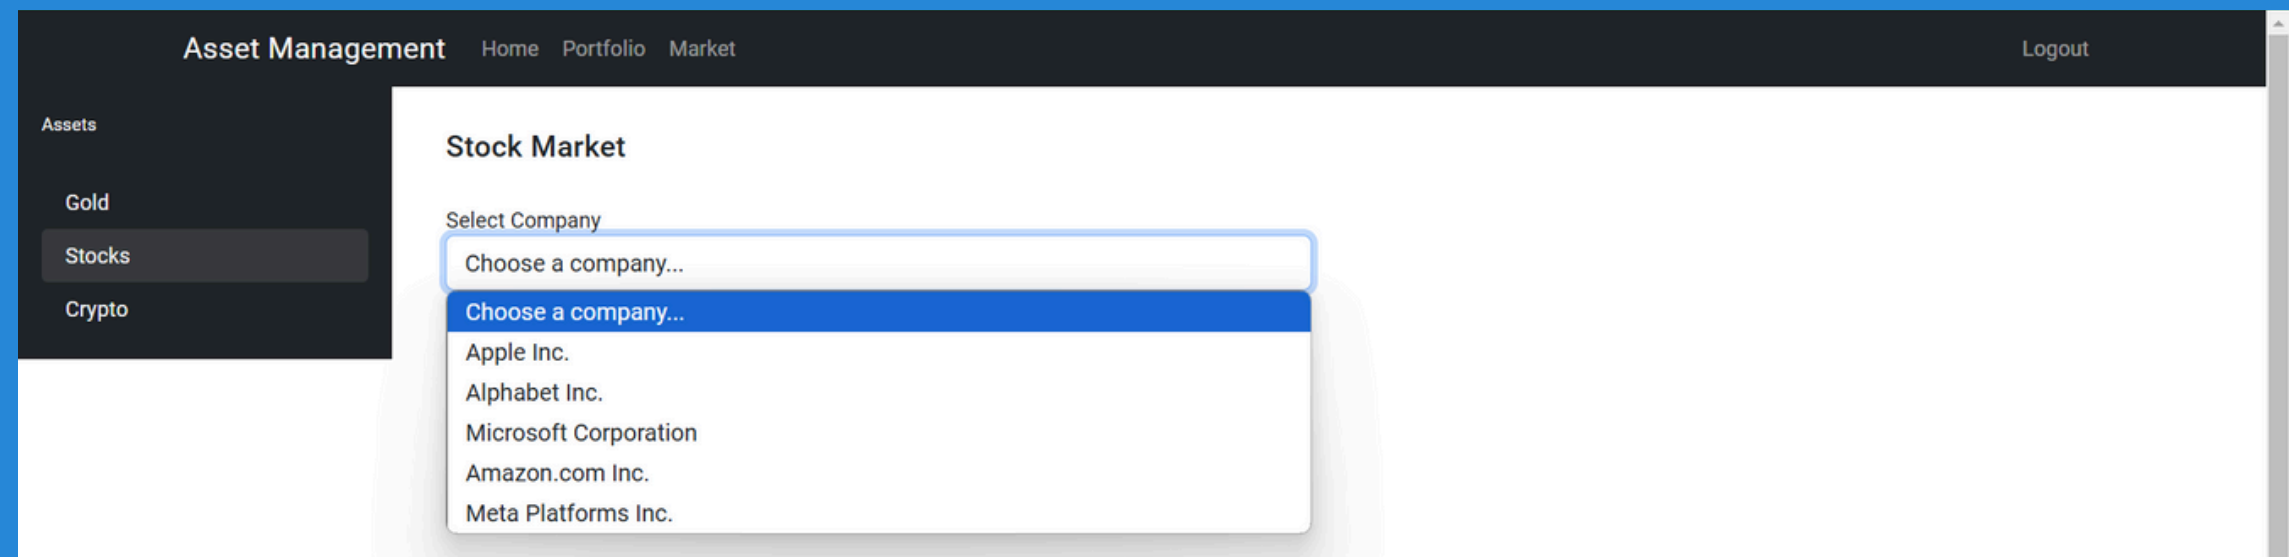 Asset Management Home Portfolio Market Logout
Assets
Gold
Stocks
Crypto
Stock Market
Select Company
Choose a company...
Choose a company...
Apple Inc.
Alphabet Inc.
Microsoft Corporation
Amazon.com Inc.
Meta Platforms Inc.